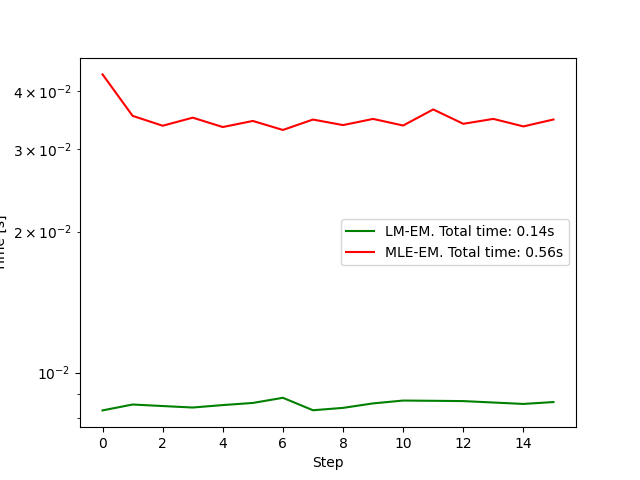 4 × 10⁻²
3 × 10⁻²
2 × 10⁻²
10⁻²
Time [s]
LM-EM. Total time: 0.14s
MLE-EM. Total time: 0.56s
0 2 4 6 8 10 12 14
Step